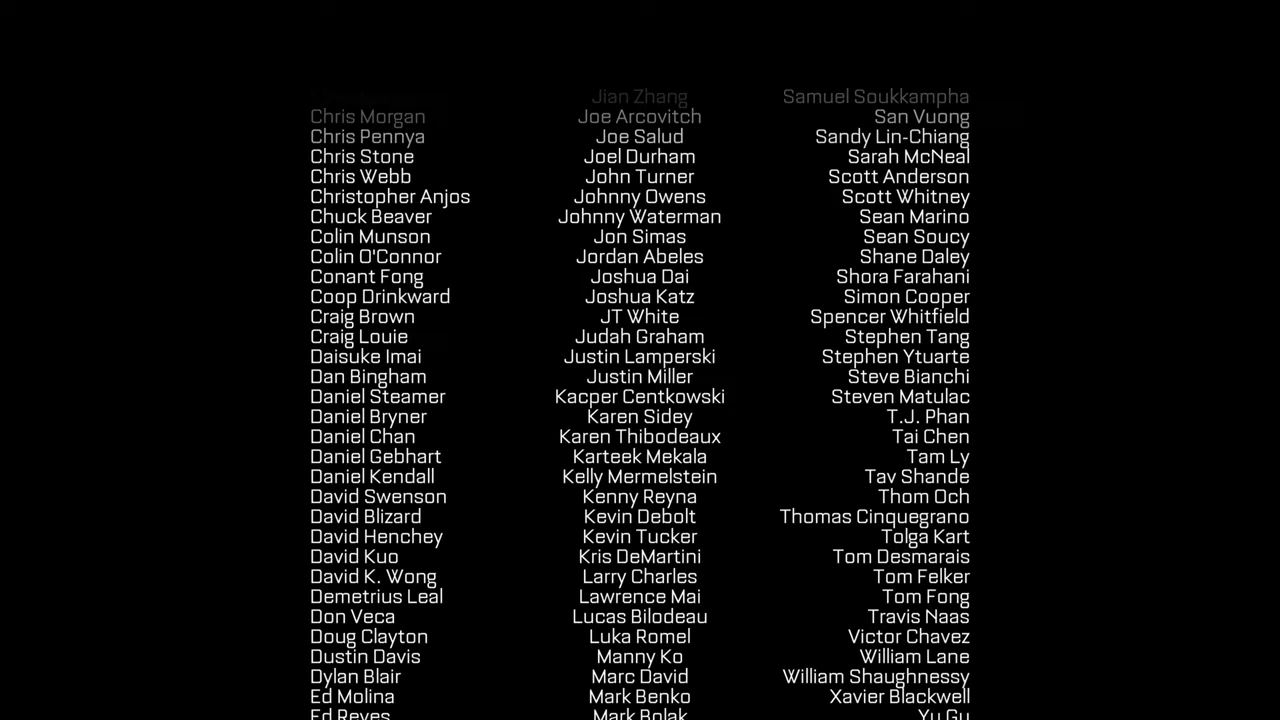 Jian Zhang Samuel Soukkampha
Chris Morgan Joe Arcovitch San Vuong
Chris Pennya Joe Salud Sandy Lin-Chiang
Chris Stone Joel Durham Sarah McNeal
Chris Webb John Turner Scott Anderson
Christopher Anjos Johnny Owens Scott Whitney
Chuck Beaver Johnny Waterman Sean Marino
Colin Munson Jon Simas Sean Soucy
Colin O'Connor Jordan Abeles Shane Daley
Conant Fong Joshua Dai Shora Farahani
Coop Drinkward Joshua Katz Simon Cooper
Craig Brown JT White Spencer Whitfield
Craig Louie Judah Graham Stephen Tang
Daisuke Imai Justin Lamperski Stephen Ytuarte
Dan Bingham Justin Miller Steve Bianchi
Daniel Steamer Kacper Centkowski Steven Matulac
Daniel Bryner Karen Sidey T.J. Phan
Daniel Chan Karen Thibodeaux Tai Chen
Daniel Gebhart Karteek Mekala Tam Ly
Daniel Kendall Kelly Mermelstein Tav Shande
David Swenson Kenny Reyna Thom Och
David Blizard Kevin Debolt Thomas Cinquegrano
David Henchey Kevin Tucker Tolga Kart
David Kuo Kris DeMartini Tom Desmarais
David K. Wong Larry Charles Tom Felker
Demetrius Leal Lawrence Mai Tom Fong
Don Veca Lucas Bilodeau Travis Naas
Doug Clayton Luka Romel Victor Chavez
Dustin Davis Manny Ko William Lane
Dylan Blair Marc David William Shaughnessy
Ed Molina Mark Benko Xavier Blackwell
Ed Reyes Mark Bolak Yu Gu